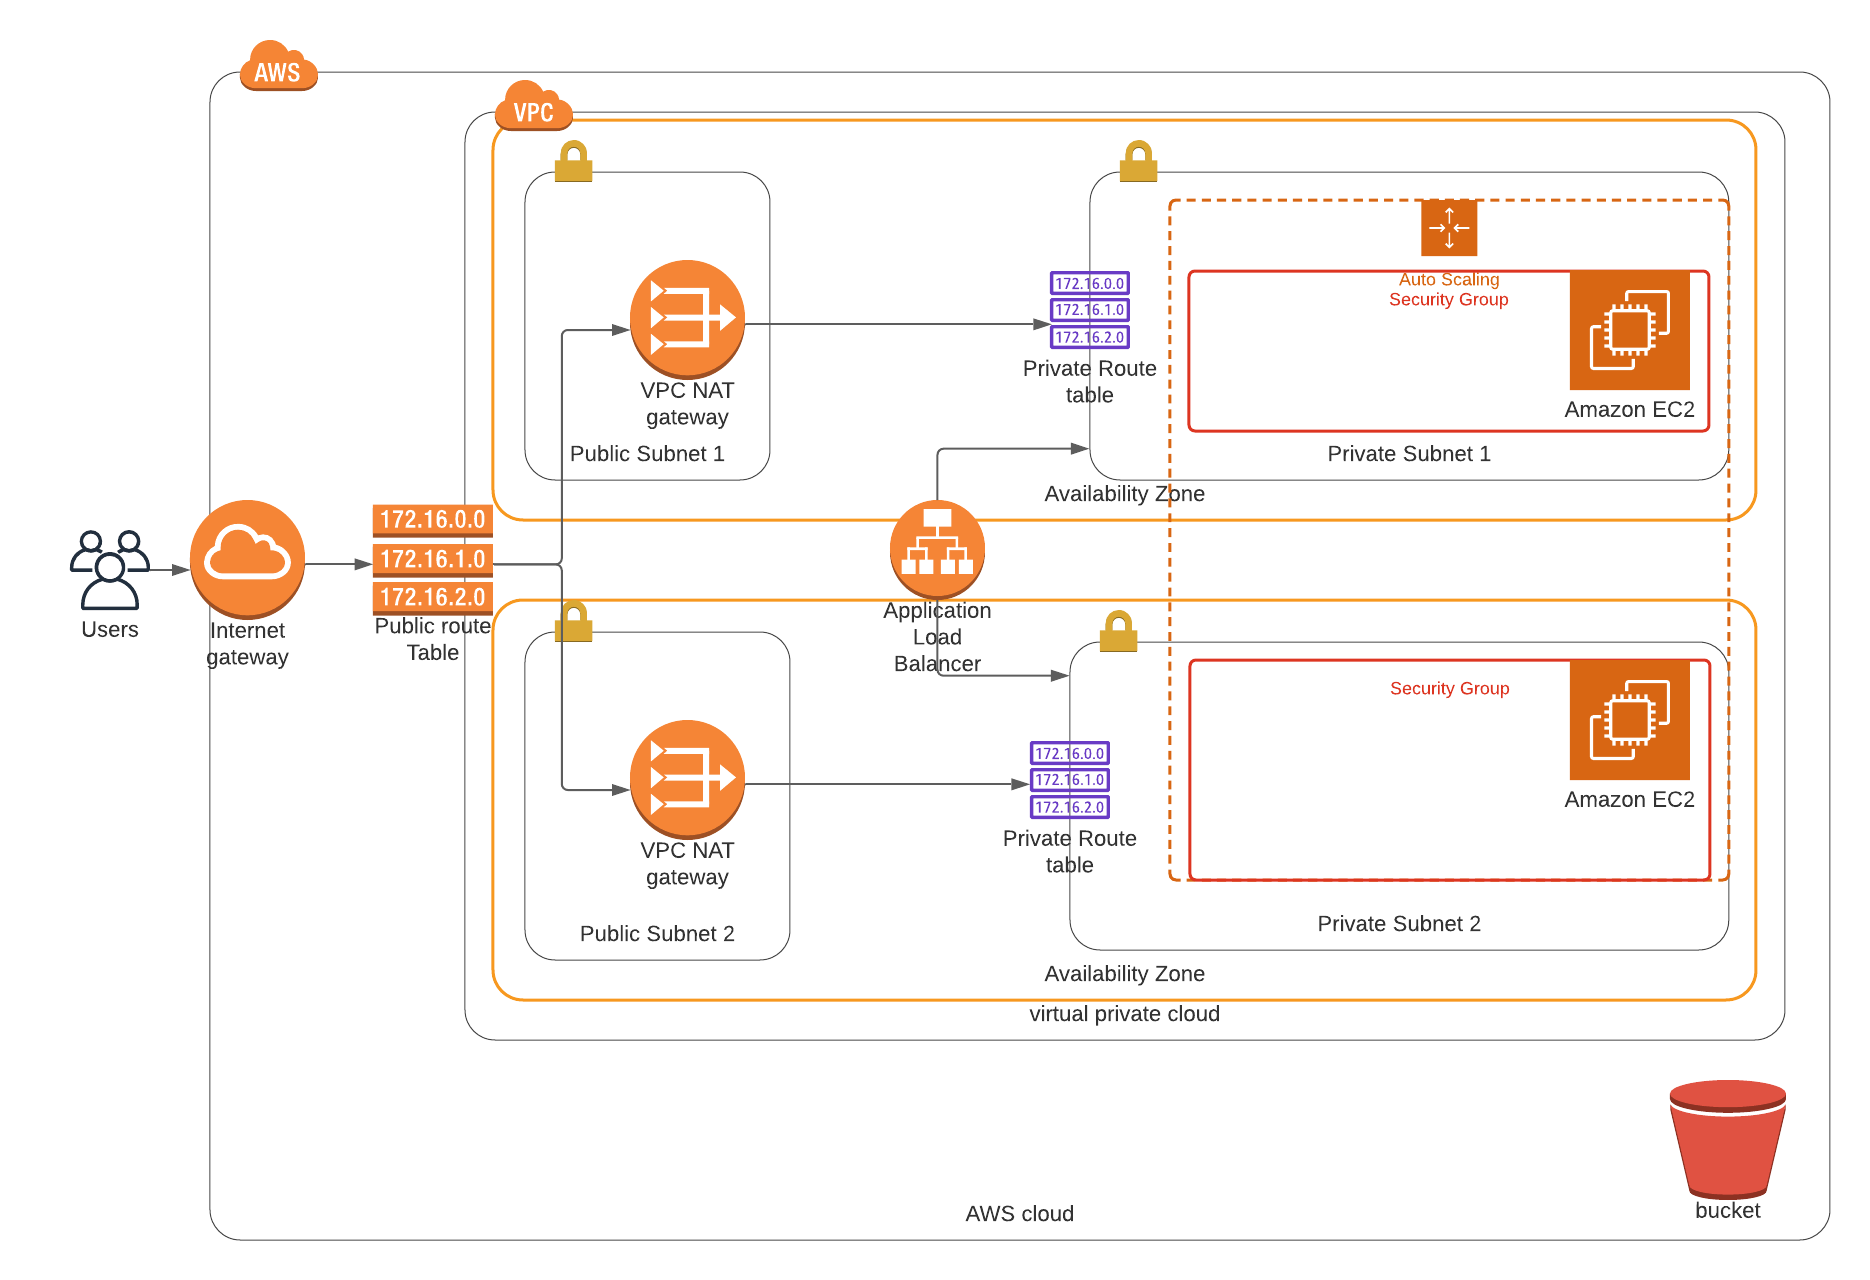 AWS
VPC
172.16.0.0
172.16.1.0
172.16.2.0
Private Route
table
Auto Scaling
Security Group
Amazon EC2
VPC NAT
gateway
Public Subnet 1
Private Subnet 1
Availability Zone
172.16.0.0
172.16.1.0
172.16.2.0
Public route
Table
Users
Internet
gateway
Application
Load
Balancer
Security Group
Amazon EC2
172.16.0.0
172.16.1.0
172.16.2.0
Private Route
table
VPC NAT
gateway
Public Subnet 2
Private Subnet 2
Availability Zone
virtual private cloud
AWS cloud
bucket